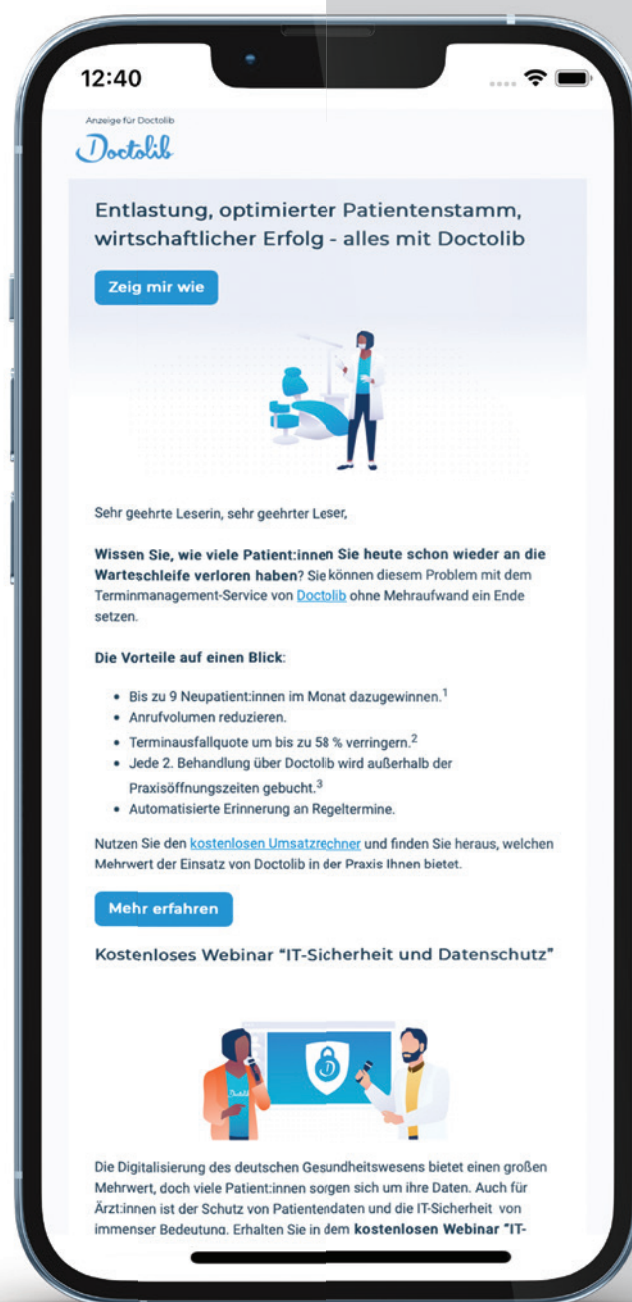 12:40
Anzeige für Doctolib
Doctolib
Entlastung, optimierter Patientenstamm,
wirtschaftlicher Erfolg - alles mit Doctolib
Zeig mir wie
Sehr geehrte Leserin, sehr geehrter Leser,
Wissen Sie, wie viele Patient:innen Sie heute schon wieder an die
Warteschleife verloren haben? Sie können diesem Problem mit dem
Terminmanagement-Service von Doctolib ohne Mehraufwand ein Ende
setzen.
Die Vorteile auf einen Blick:
• Bis zu 9 Neupatient:innen im Monat dazugewinnen.¹
• Anrufvolumen reduzieren.
• Terminausfallquote um bis zu 58 % verringern.²
• Jede 2. Behandlung über Doctolib wird außerhalb der
Praxisöffnungszeiten gebucht.³
• Automatisierte Erinnerung an Regeltermine.
Nutzen Sie den kostenlosen Umsatzrechner und finden Sie heraus, welchen
Mehrwert der Einsatz von Doctolib in der Praxis Ihnen bietet.
Mehr erfahren
Kostenloses Webinar "IT-Sicherheit und Datenschutz"
Doctolib
D
Die Digitalisierung des deutschen Gesundheitswesens bietet einen großen
Mehrwert, doch viele Patient:innen sorgen sich um ihre Daten. Auch für
Ärzt:innen ist der Schutz von Patientendaten und die IT-Sicherheit von
immenser Bedeutung. Erhalten Sie in dem kostenlosen Webinar "IT-